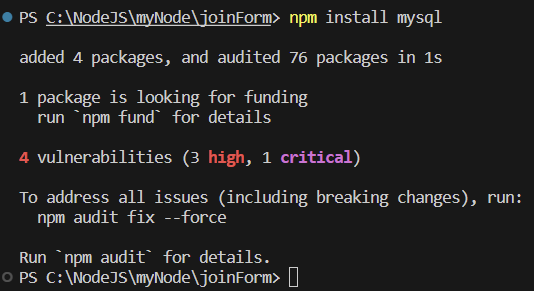 PS C:\NodeJS\myNode\joinForm> npm install mysql
added 4 packages, and audited 76 packages in 1s
1 package is looking for funding
run `npm fund` for details
4 vulnerabilities (3 high, 1 critical)
To address all issues (including breaking changes), run:
npm audit fix --force
Run `npm audit` for details.
PS C:\NodeJS\myNode\joinForm>